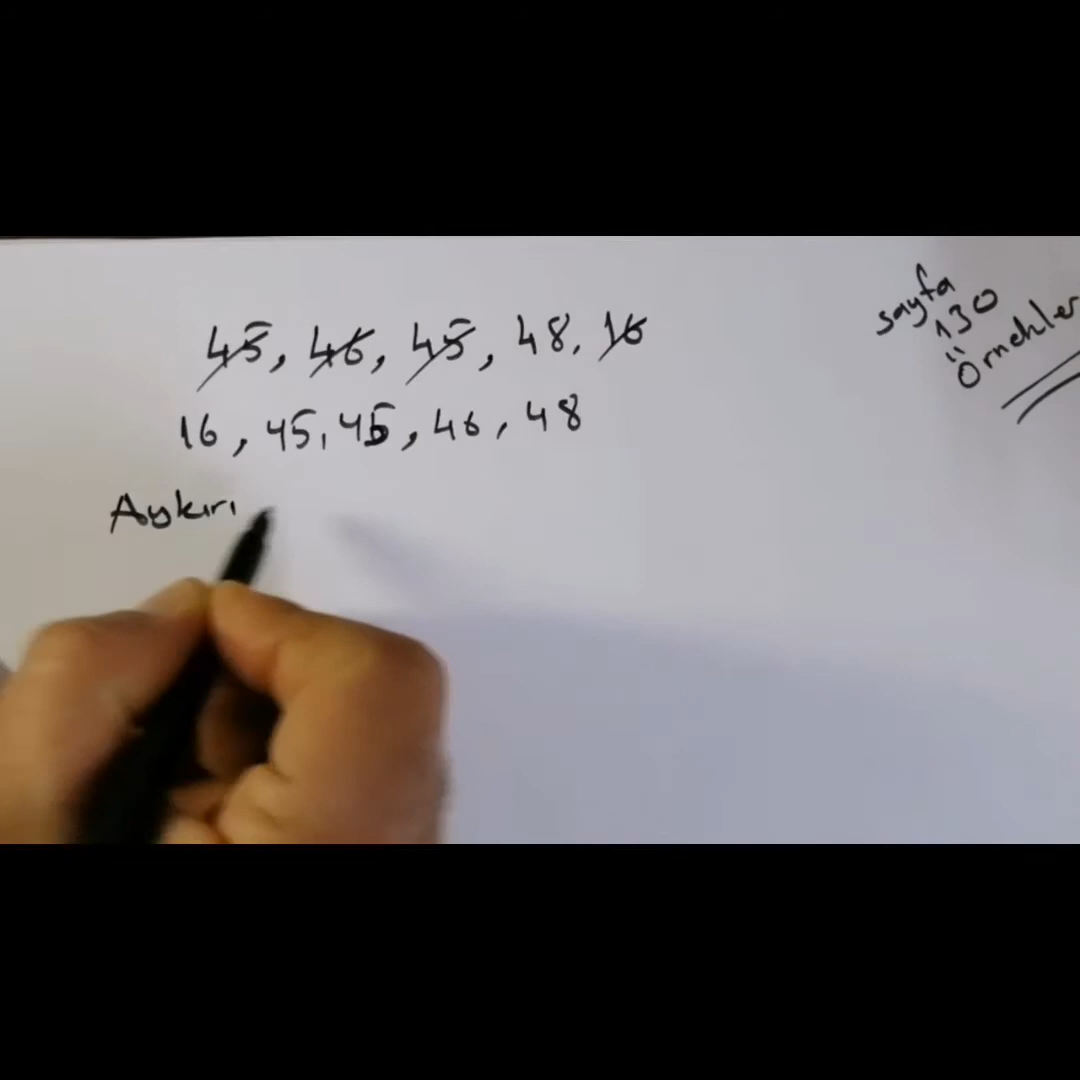 45, 46, 45, 48, 16
16, 45, 45, 46, 48
Aykırı
sayfa
130
Örnekler